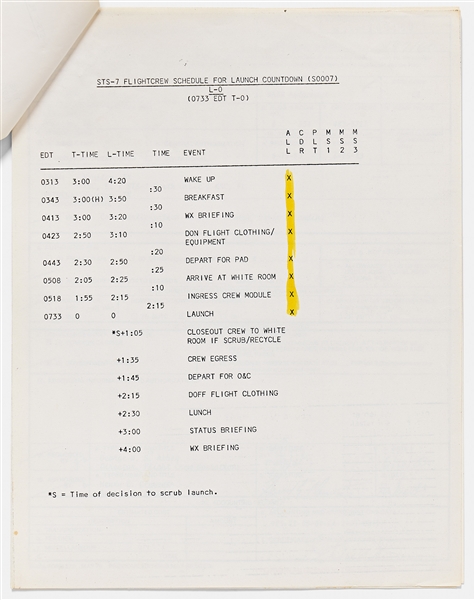 STS-7 FLIGHTCREW SCHEDULE FOR LAUNCH COUNTDOWN (S0007)
L-0
(0733 EDT T-0)
A C P M M M
L D L S S S
EDT T-TIME L-TIME TIME EVENT L R T 1 2 3
0313 3:00 4:20 WAKE UP X
:30
0343 3:00(H) 3:50 BREAKFAST X
:30
0413 3:00 3:20 WX BRIEFING X
:10
0423 2:50 3:10 DON FLIGHT CLOTHING/ X
EQUIPMENT
:20
0443 2:30 2:50 DEPART FOR PAD X
:25
0508 2:05 2:25 ARRIVE AT WHITE ROOM X
:10
0518 1:55 2:15 INGRESS CREW MODULE X
2:15
0733 0 0 LAUNCH X
*S+1:05 CLOSEOUT CREW TO WHITE
ROOM IF SCRUB/RECYCLE
+1:35 CREW EGRESS
+1:45 DEPART FOR O&C
+2:15 DOFF FLIGHT CLOTHING
+2:30 LUNCH
+3:00 STATUS BRIEFING
+4:00 WX BRIEFING
*S = Time of decision to scrub launch.